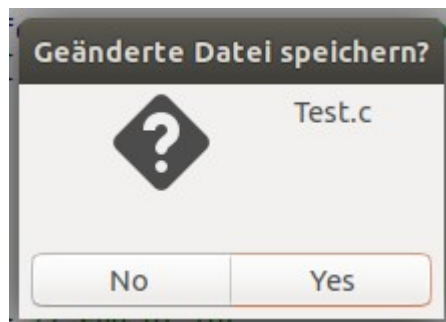 Geänderte Datei speichern?
Test.c
No
Yes